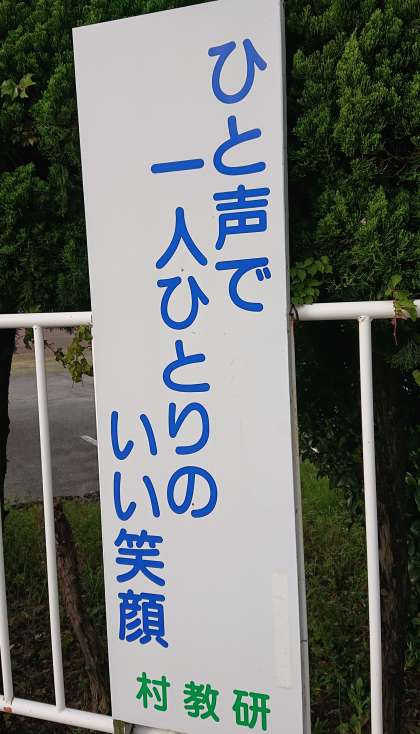 ひと声で
一人ひとりの
いい笑顔
村教研